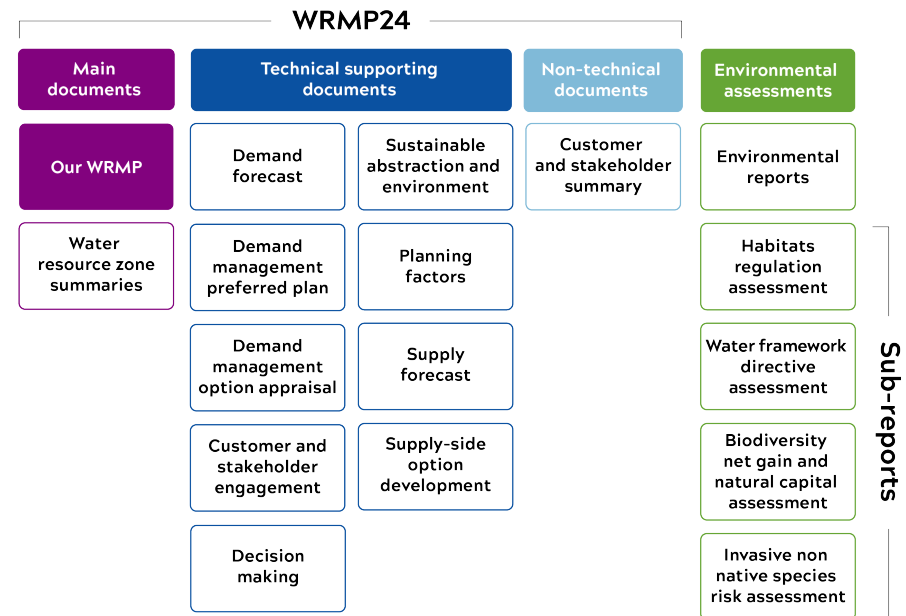 WRMP24
Main
documents
Technical supporting
documents
Non-technical
documents
Environmental
assessments
Our WRMP
Demand
forecast
Sustainable
abstraction and
environment
Customer
and stakeholder
summary
Environmental
reports
Water
resource zone
summaries
Demand
management
preferred plan
Planning
factors
Habitats
regulation
assessment
Demand
management
option appraisal
Supply
forecast
Water framework
directive
assessment
Customer and
stakeholder
engagement
Supply-side
option
development
Biodiversity
net gain and
natural capital
assessment
Decision
making
Invasive non
native species
risk assessment
Sub-reports